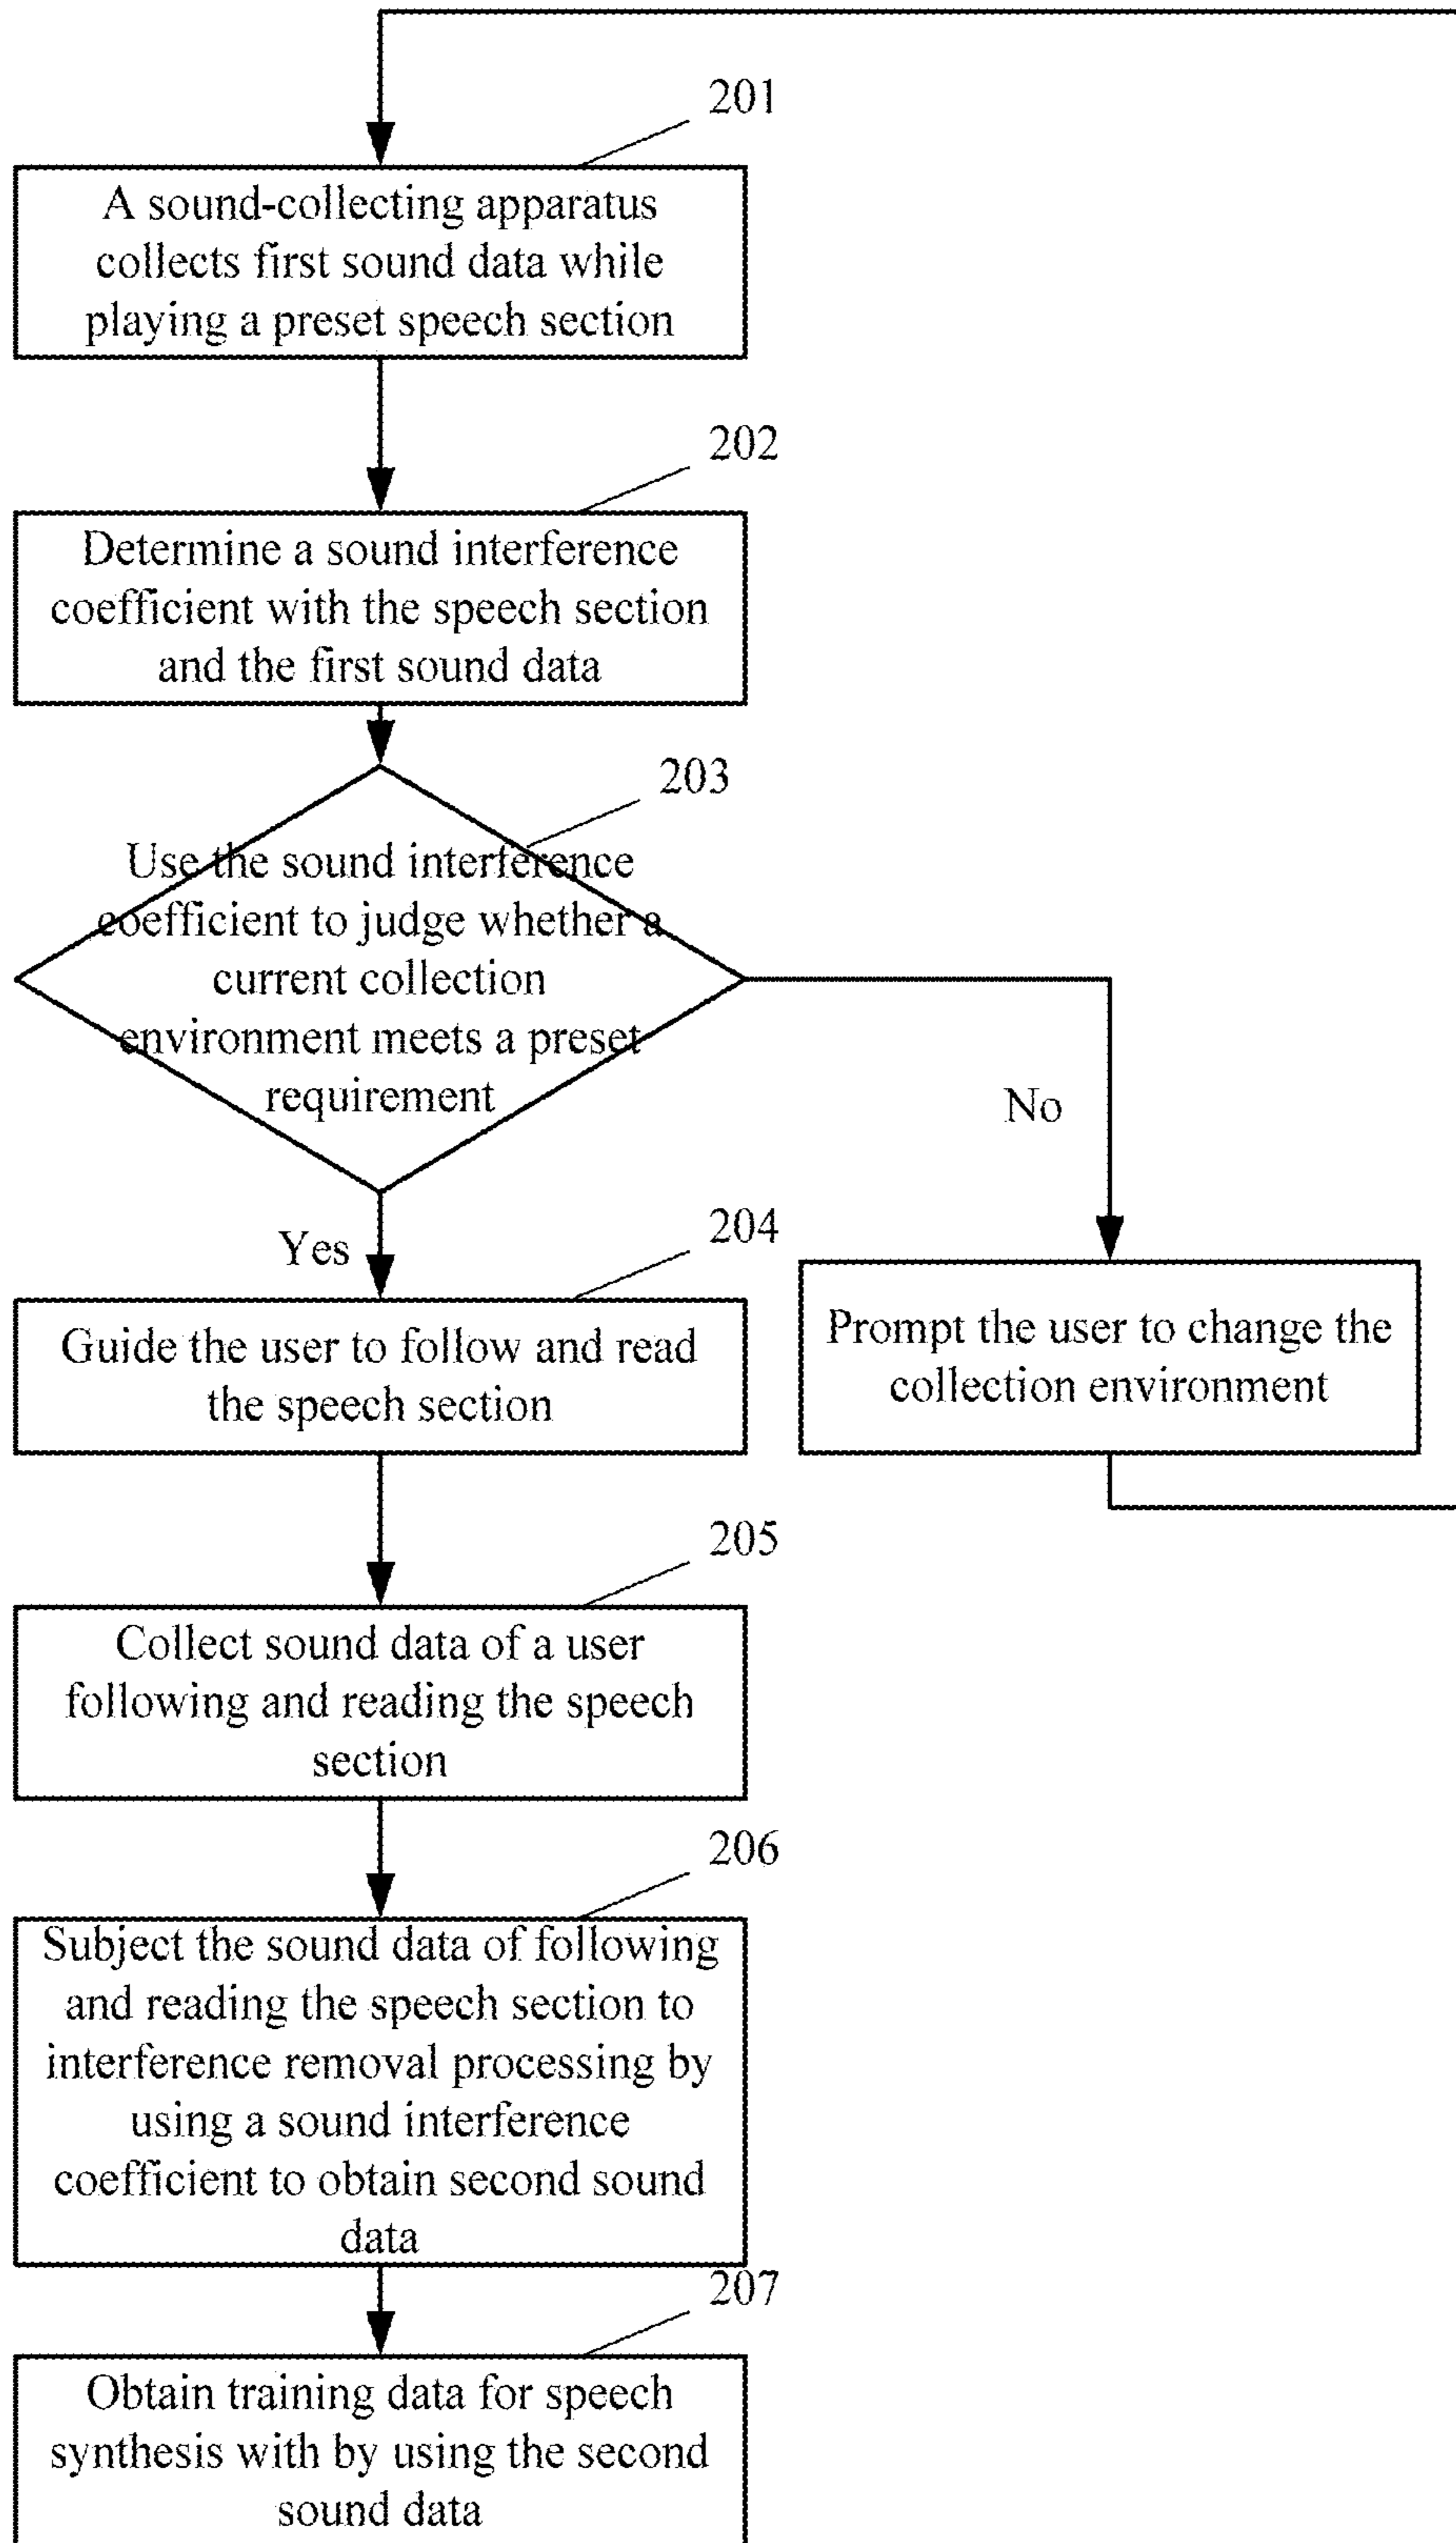 201
A sound-collecting apparatus
collects first sound data while
playing a preset speech section
202
Determine a sound interference
coefficient with the speech section
and the first sound data
203
Use the sound interference
coefficient to judge whether a
current collection
environment meets a preset
requirement
No
Yes
204
Guide the user to follow and read
the speech section
Prompt the user to change the
collection environment
205
Collect sound data of a user
following and reading the speech
section
206
Subject the sound data of following
and reading the speech section to
interference removal processing by
using a sound interference
coefficient to obtain second sound
data
207
Obtain training data for speech
synthesis with by using the second
sound data